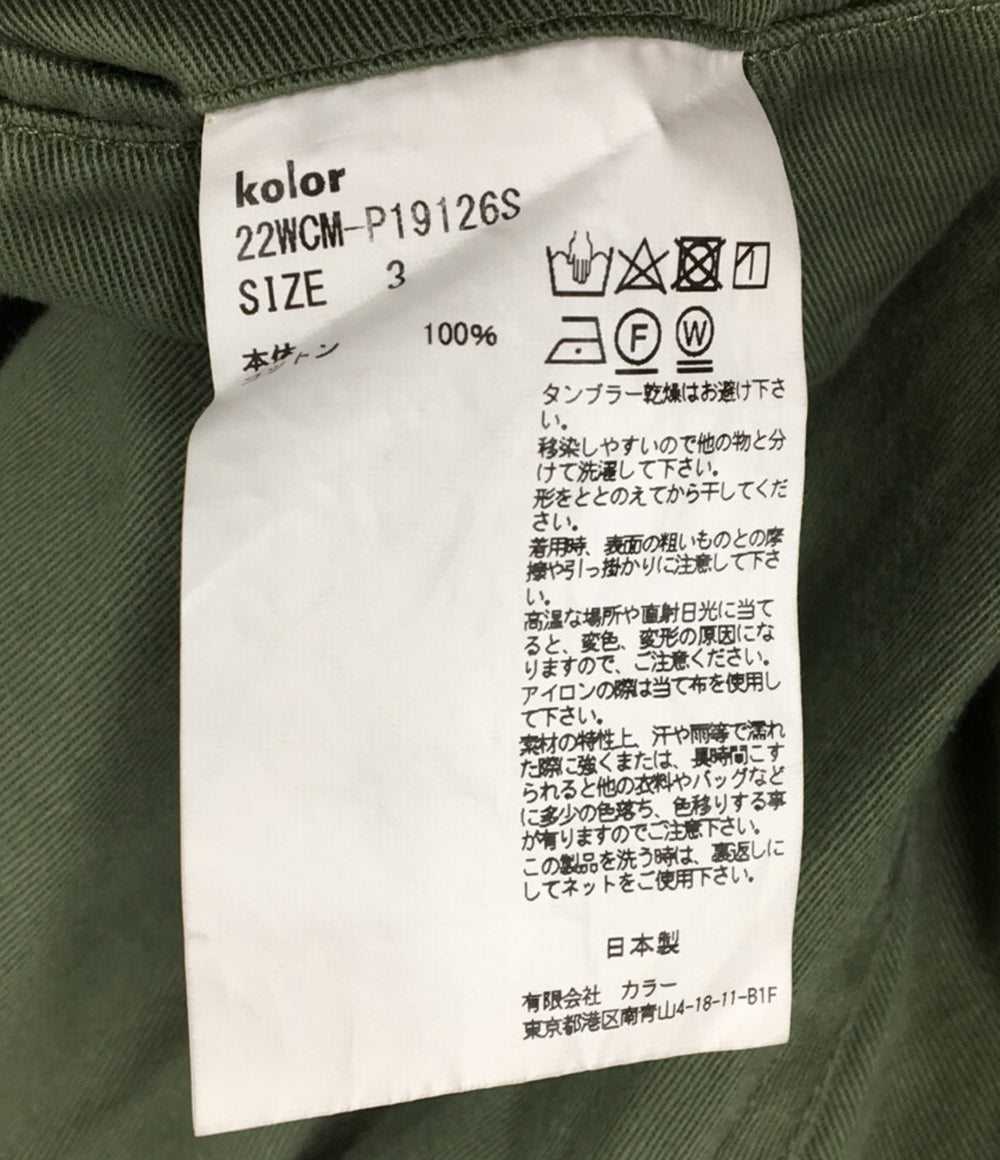 kolor
22WCM-P19126S
SIZE 3
本体
コットン 100%
F W
タンブラー乾燥はお避け下さ
い。
移染しやすいので他の物と分
けて洗濯して下さい。
形をととのえてから干してくだ
さい。
着用時、表面の粗いものとの摩
擦や引っ掛かりに注意して下さ
い。
高温な場所や直射日光に当て
ると、変色、変形の原因にな
りますので、ご注意ください。
アイロンの際は当て布を使用し
て下さい。
素材の特性上、汗や雨等で濡れ
た際に強くまたは、長時間こす
られると他の衣料やバッグなど
に多少の色落ち、色移りする事
が有りますのでご注意下さい。
この製品を洗う時は、裏返しに
してネットをご使用下さい。
日本製
有限会社 カラー
東京都港区南青山4-18-11-B1F